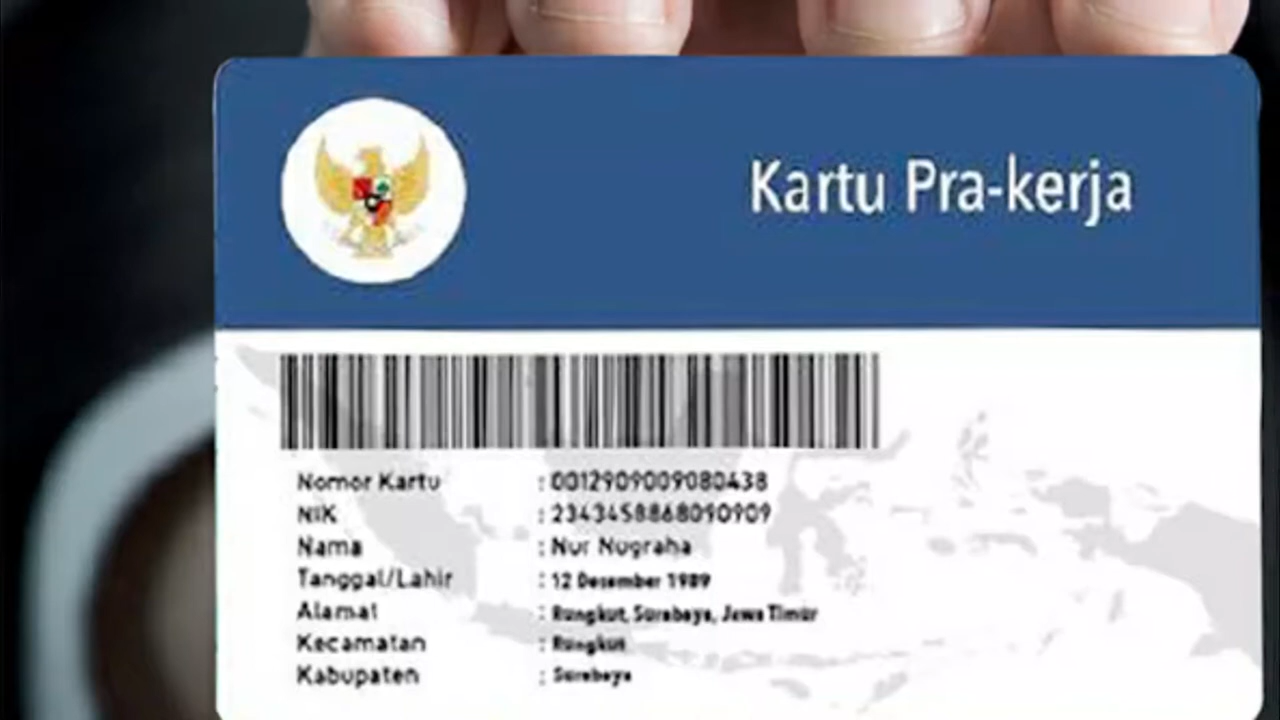 Kartu Pra-kerja
Nomor Kartu : 0012909009080438
NIK : 2343458868090909
Nama : Nur Nugraha
Tanggal/Lahir : 12 Desember 1989
Alamat : Rungkut, Surabaya, Jawa Timur
Kecamatan : Rungkut
Kabupaten : Surabaya